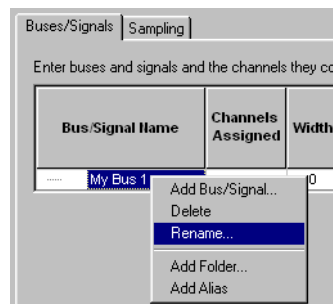 Buses/Signals Sampling
Enter buses and signals and the channels they co
Bus/Signal Name Channels Assigned Width
My Bus 1 0
Add Bus/Signal...
Delete
Rename...
Add Folder...
Add Alias